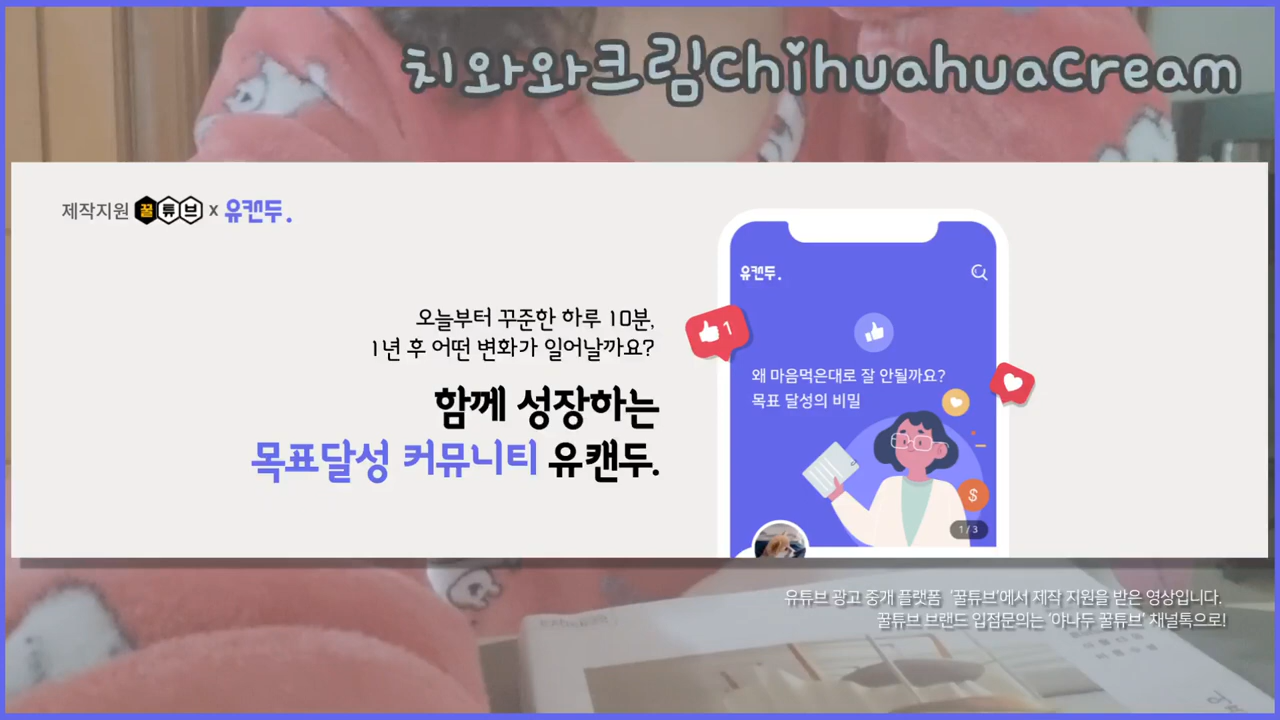 치와와크림ChihuahuaCream
제작지원 꿀튜브 x 유캔두.
오늘부터 꾸준한 하루 10분,
1년 후 어떤 변화가 일어날까요?
함께 성장하는
목표달성 커뮤니티 유캔두.
유캔두.
1
왜 마음먹은대로 잘 안될까요?
목표 달성의 비밀
$
1 / 3
유튜브 광고 중개 플랫폼 '꿀튜브'에서 제작 지원을 받은 영상입니다.
꿀튜브 브랜드 입점문의는 '야나두 꿀튜브' 채널톡으로!